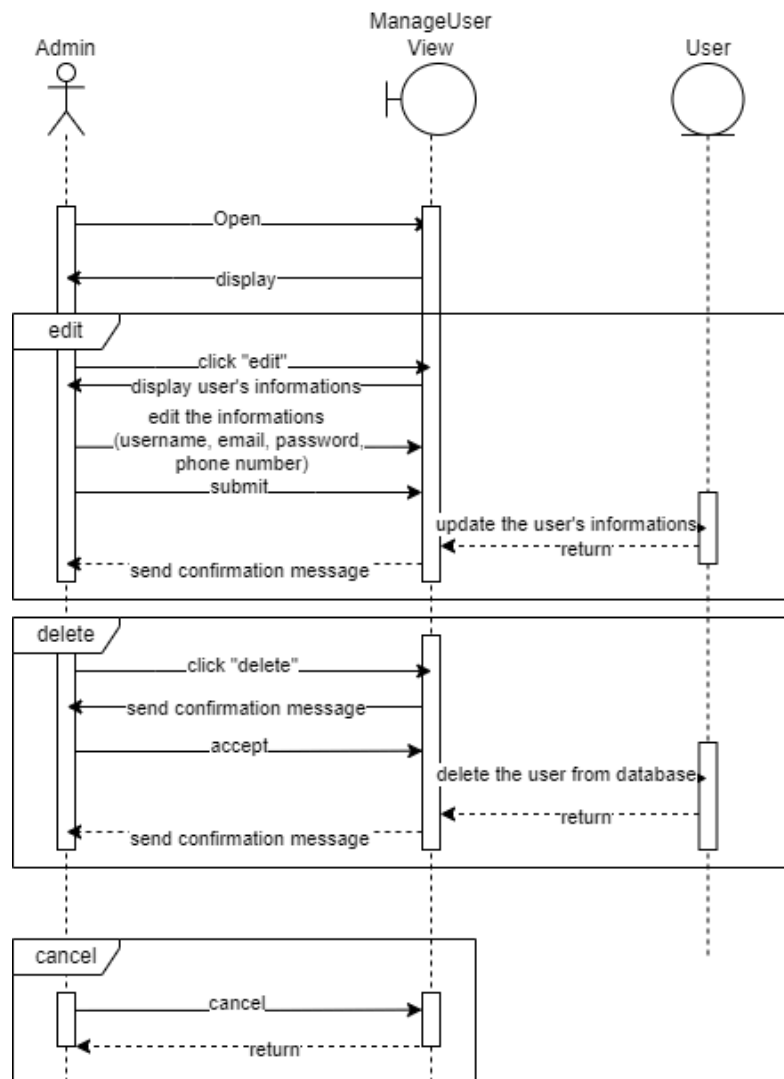 Admin
ManageUser
View
User
Open
display
edit
click "edit"
display user's informations
edit the informations
(username, email, password,
phone number)
submit
update the user's informations
return
send confirmation message
delete
click "delete"
send confirmation message
accept
delete the user from database
return
send confirmation message
cancel
cancel
return